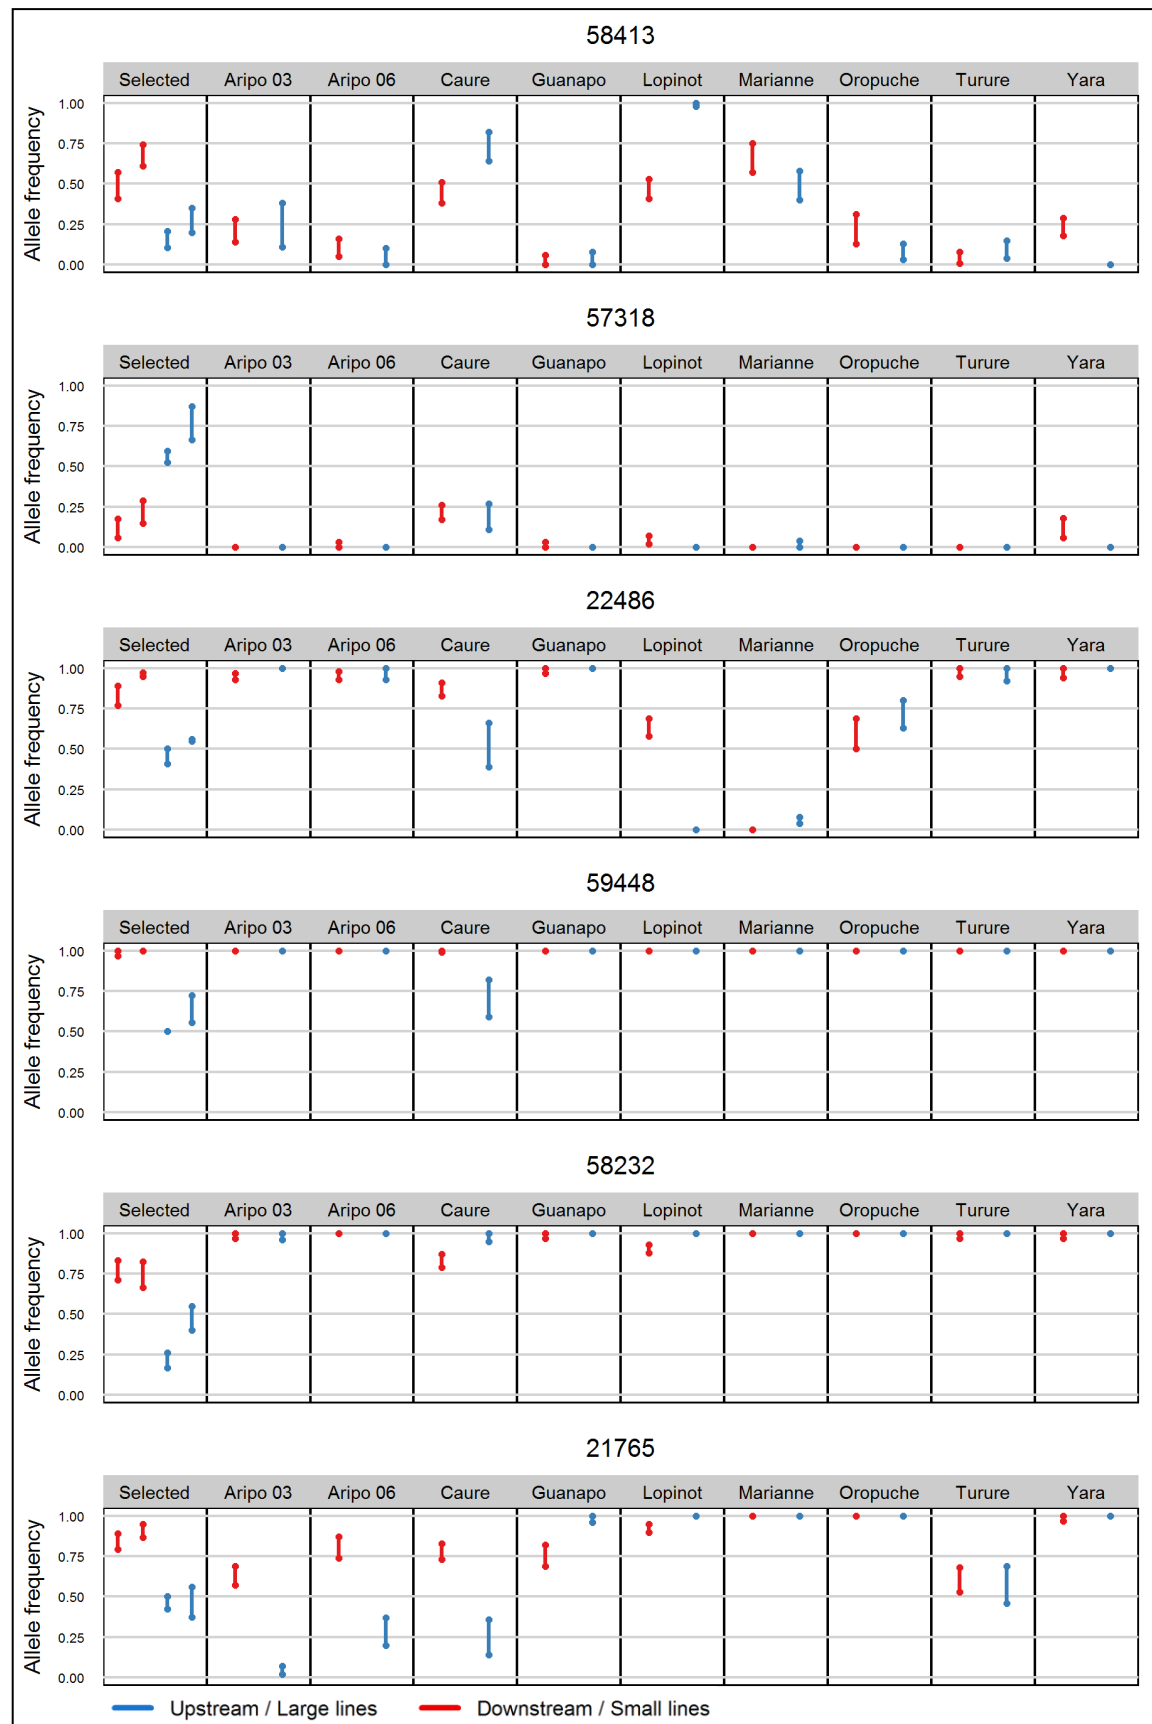 58413
Selected Aripo 03 Aripo 06 Caure Guanapo Lopinot Marianne Oropuche Turure Yara
Allele frequency
1.00
0.75
0.50
0.25
0.00
57318
Selected Aripo 03 Aripo 06 Caure Guanapo Lopinot Marianne Oropuche Turure Yara
Allele frequency
1.00
0.75
0.50
0.25
0.00
22486
Selected Aripo 03 Aripo 06 Caure Guanapo Lopinot Marianne Oropuche Turure Yara
Allele frequency
1.00
0.75
0.50
0.25
0.00
59448
Selected Aripo 03 Aripo 06 Caure Guanapo Lopinot Marianne Oropuche Turure Yara
Allele frequency
1.00
0.75
0.50
0.25
0.00
58232
Selected Aripo 03 Aripo 06 Caure Guanapo Lopinot Marianne Oropuche Turure Yara
Allele frequency
1.00
0.75
0.50
0.25
0.00
21765
Selected Aripo 03 Aripo 06 Caure Guanapo Lopinot Marianne Oropuche Turure Yara
Allele frequency
1.00
0.75
0.50
0.25
0.00
Upstream / Large lines Downstream / Small lines